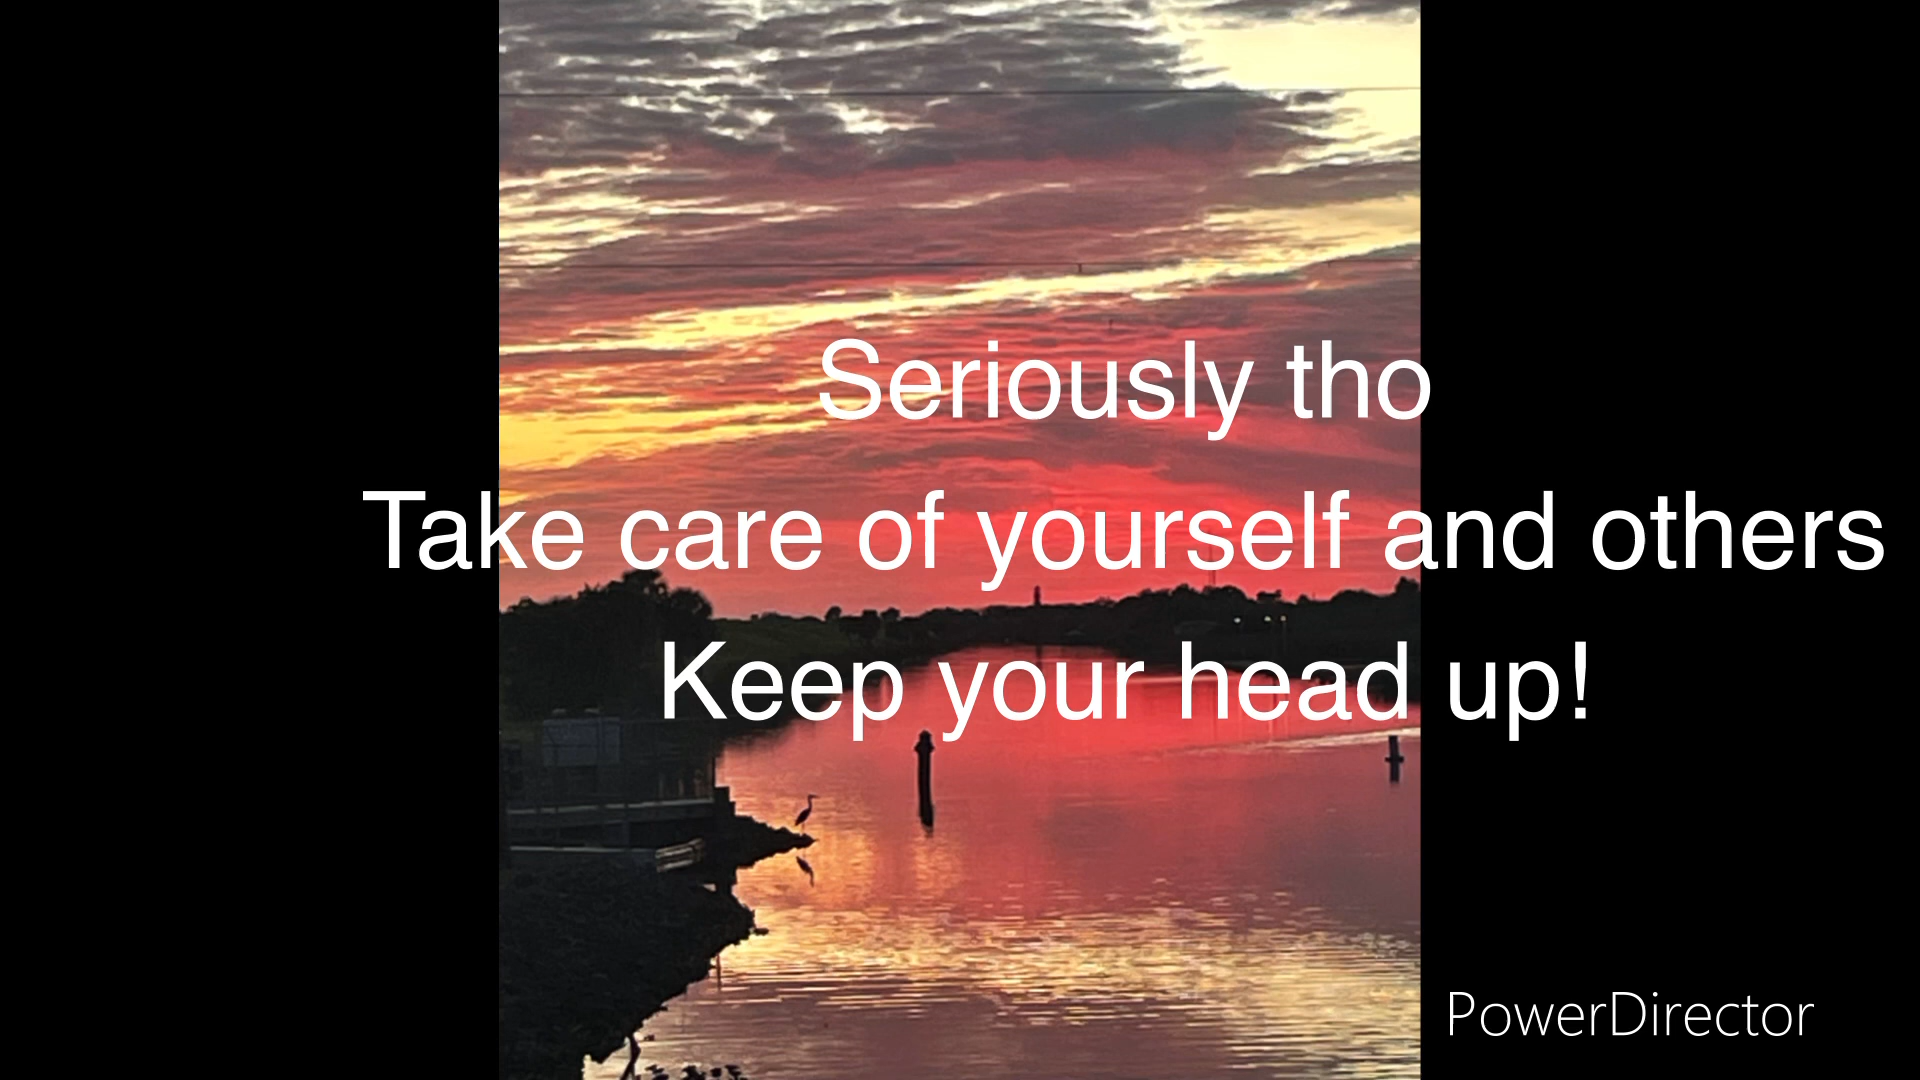 Seriously tho
Take care of yourself and others
Keep your head up!
PowerDirector